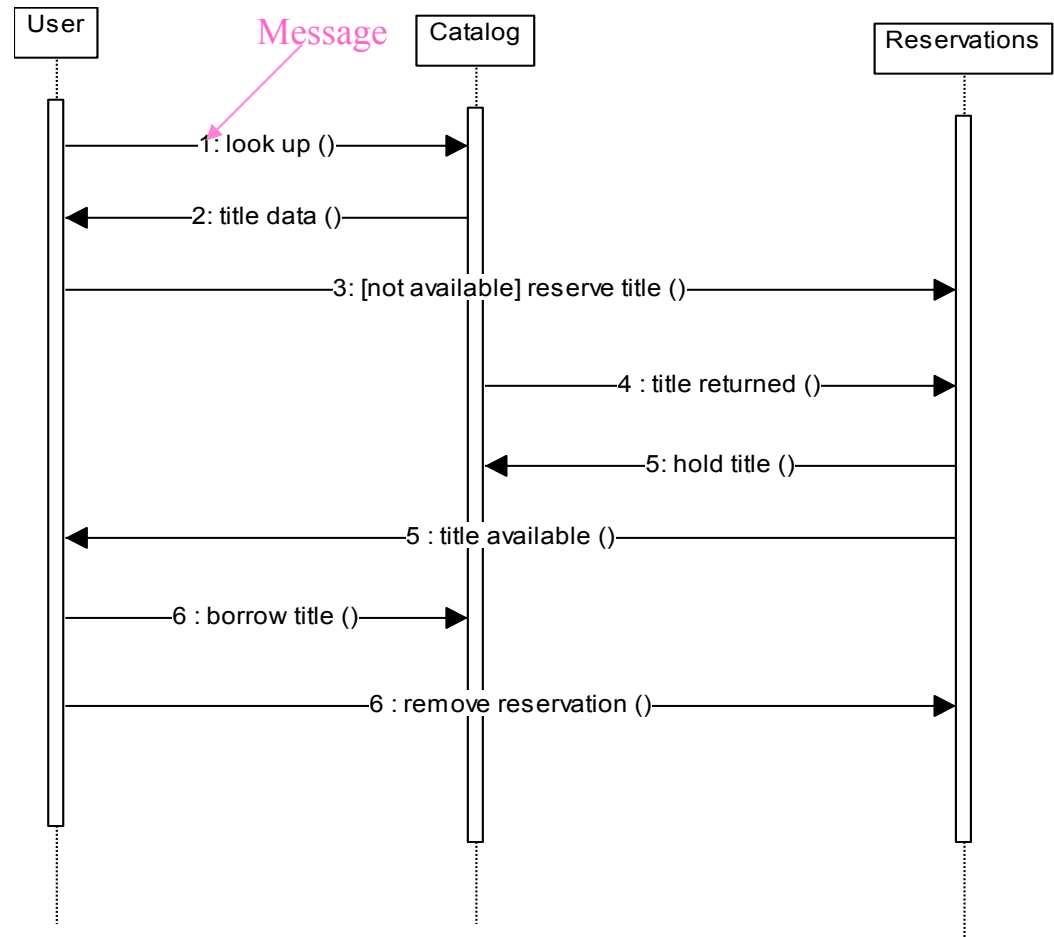 User
Message
Catalog
Reservations
1: look up ()
2: title data ()
3: [not available] reserve title ()
4 : title returned ()
5: hold title ()
5 : title available ()
6 : borrow title ()
6 : remove reservation ()